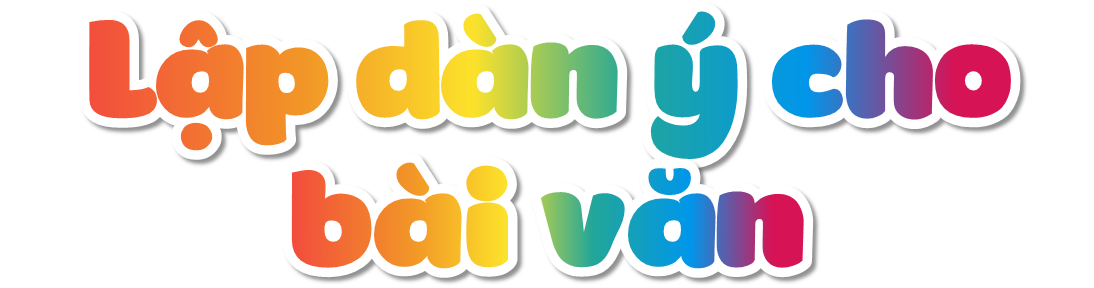 Lập dàn ý cho
bài văn